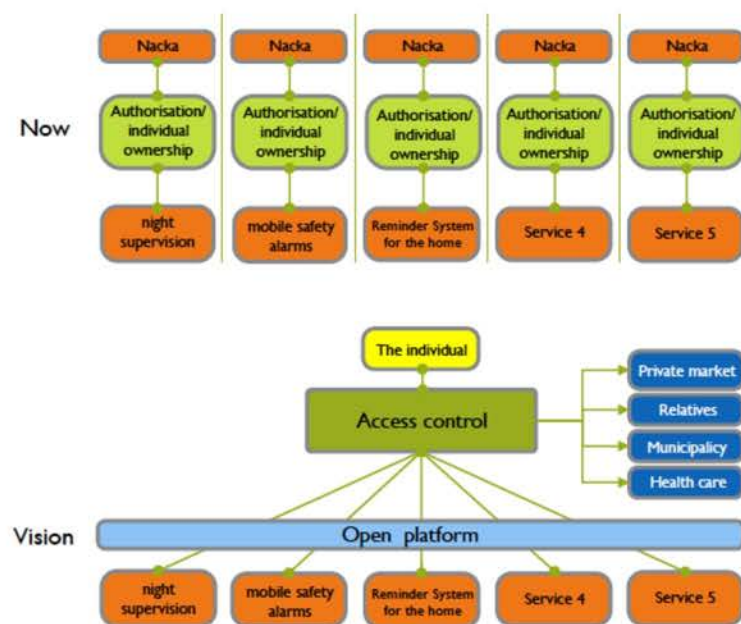 Nacka
Nacka
Nacka
Nacka
Nacka
Now
Authorisation/
individual
ownership
Authorisation/
individual
ownership
Authorisation/
individual
ownership
Authorisation/
individual
ownership
Authorisation/
individual
ownership
night
supervision
mobile safety
alarms
Reminder System
for the home
Service 4
Service 5
The individual
Access control
Private market
Relatives
Municipalicy
Health care
Vision
Open platform
night
supervision
mobile safety
alarms
Reminder System
for the home
Service 4
Service 5